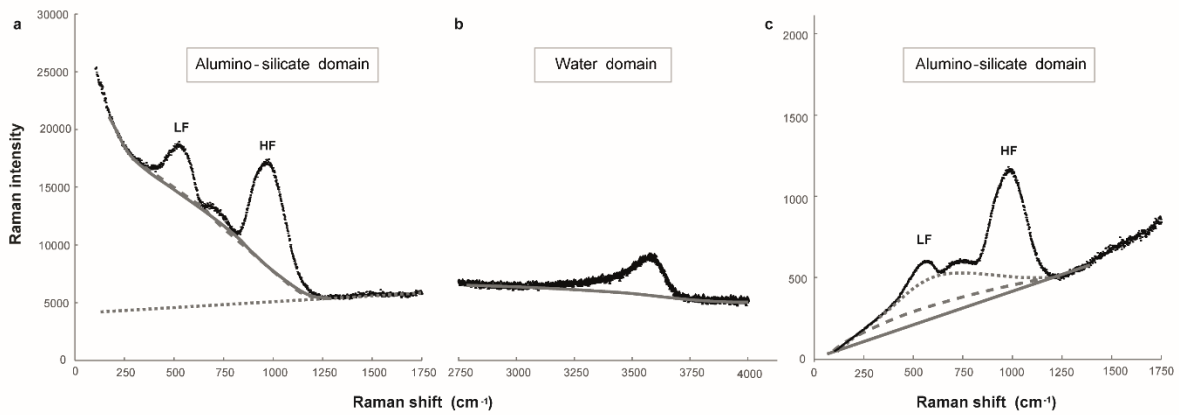 a
Alumino-silicate domain
LF
HF
30000
25000
20000
15000
10000
5000
0
0 250 500 750 1000 1250 1500 1750
Raman intensity
b
Water domain
2750 3000 3250 3500 3750 4000
c
Alumino-silicate domain
LF
HF
2000
1500
1000
500
0
0 250 500 750 1000 1250 1500 1750
Raman shift (cm⁻¹) Raman shift (cm⁻¹)